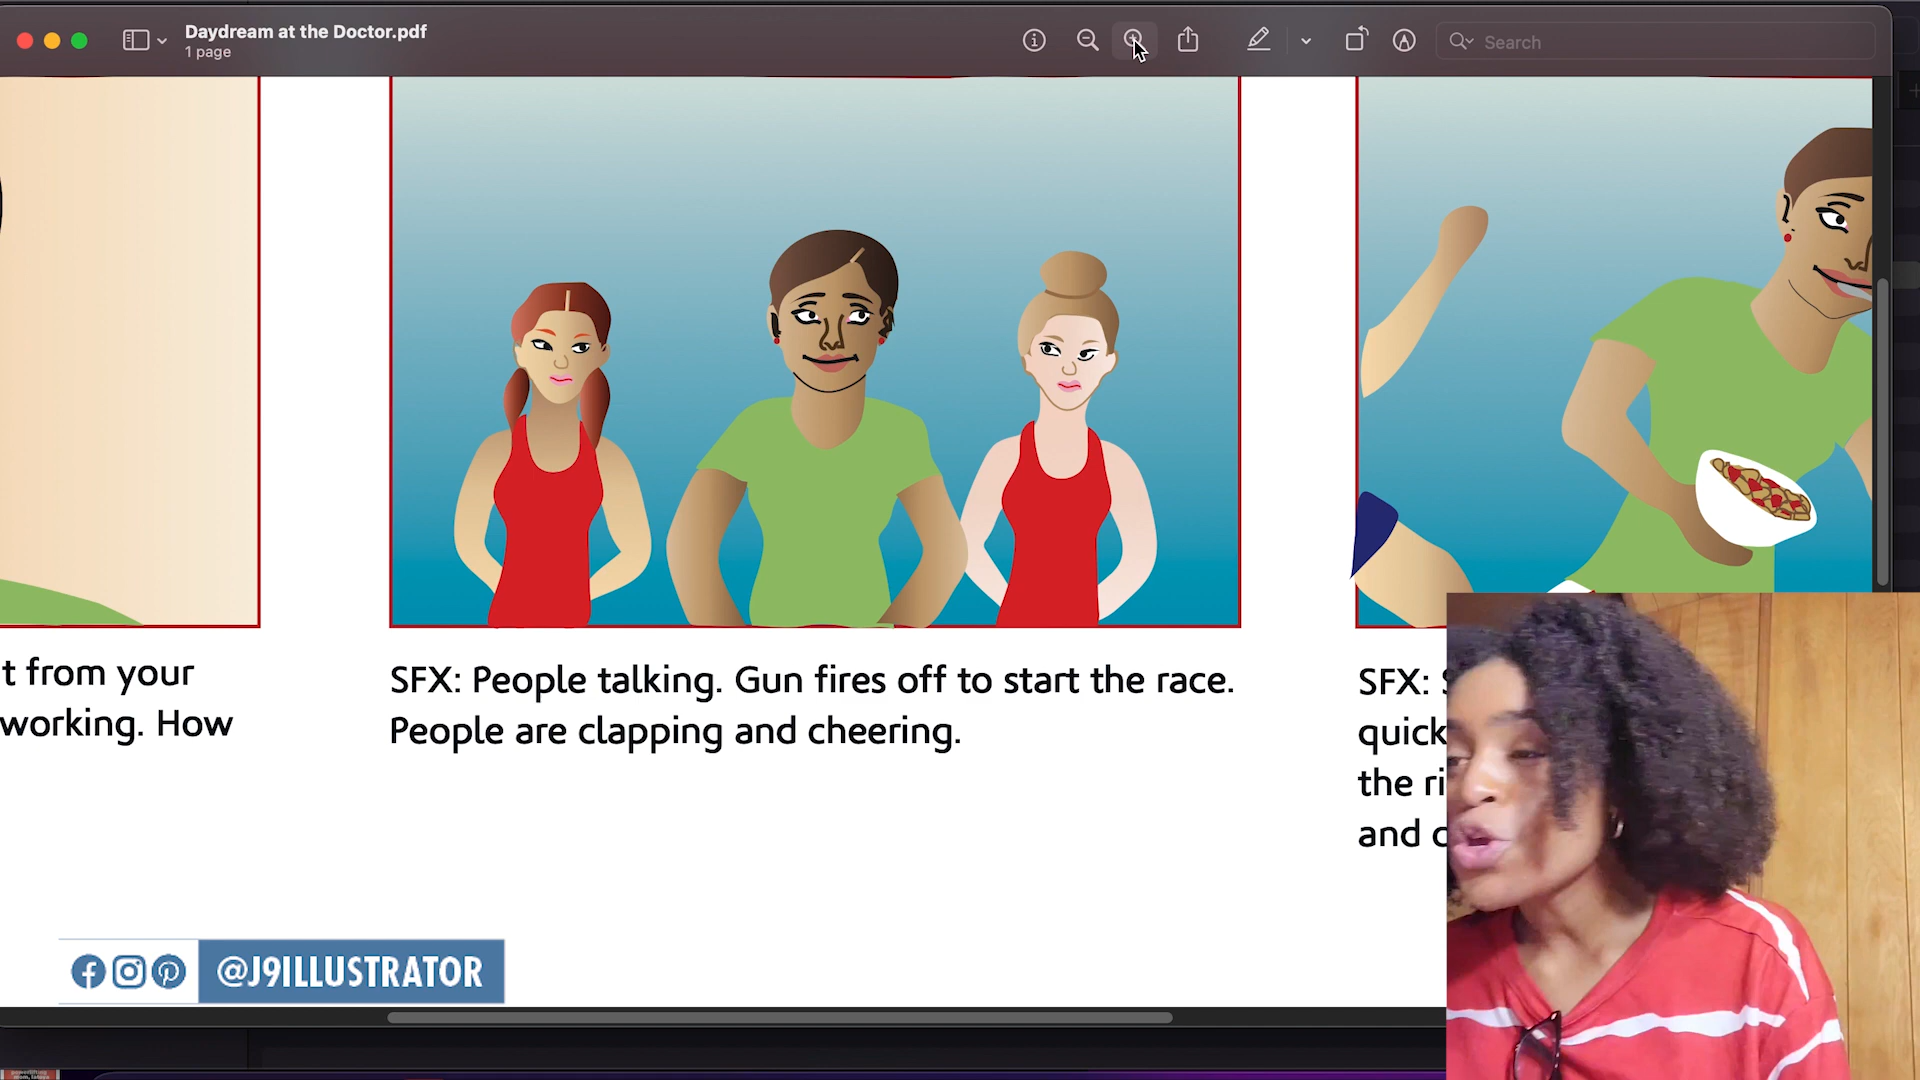 Daydream at the Doctor.pdf
1 page
Search
t from your
working. How
SFX: People talking. Gun fires off to start the race.
People are clapping and cheering.
SFX:
quick
the ri
and
@J9ILLUSTRATOR